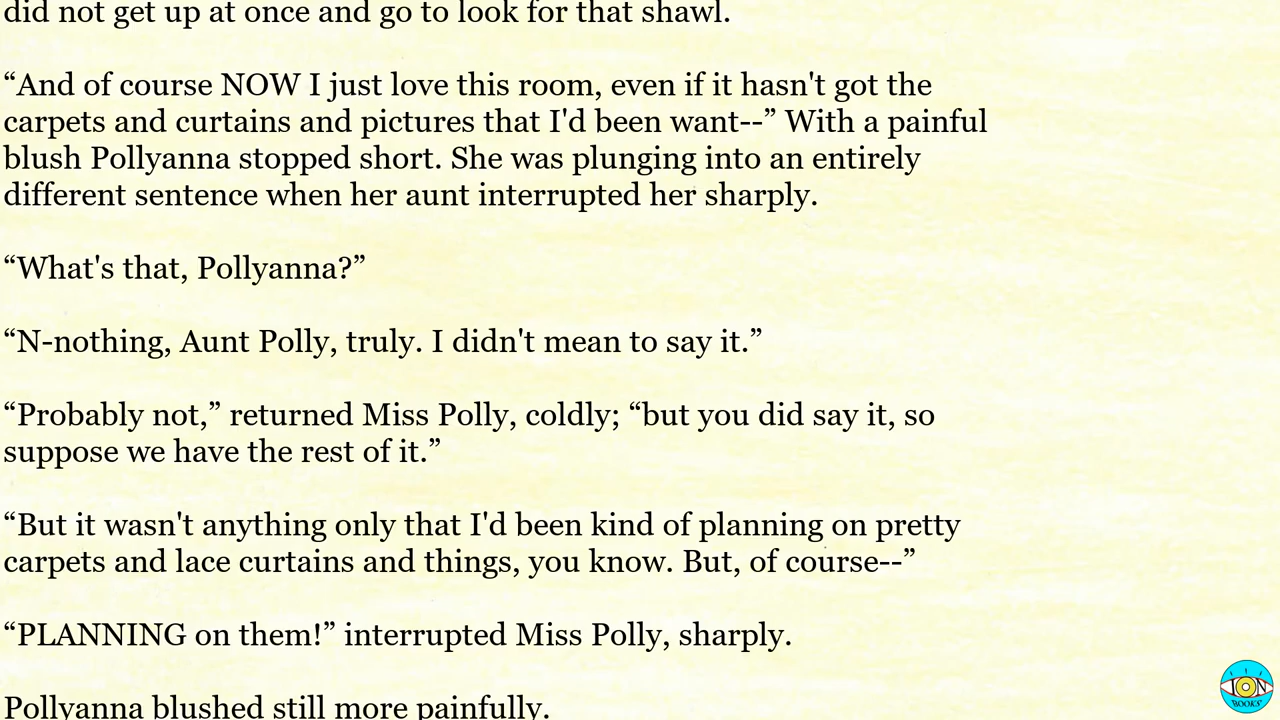 did not get up at once and go to look for that shawl.
“And of course NOW I just love this room, even if it hasn't got the
carpets and curtains and pictures that I'd been want--” With a painful
blush Pollyanna stopped short. She was plunging into an entirely
different sentence when her aunt interrupted her sharply.
“What's that, Pollyanna?”
“N-nothing, Aunt Polly, truly. I didn't mean to say it.”
“Probably not,” returned Miss Polly, coldly; “but you did say it, so
suppose we have the rest of it.”
“But it wasn't anything only that I'd been kind of planning on pretty
carpets and lace curtains and things, you know. But, of course--”
“PLANNING on them!” interrupted Miss Polly, sharply.
Pollyanna blushed still more painfully.
ION
BOOKS